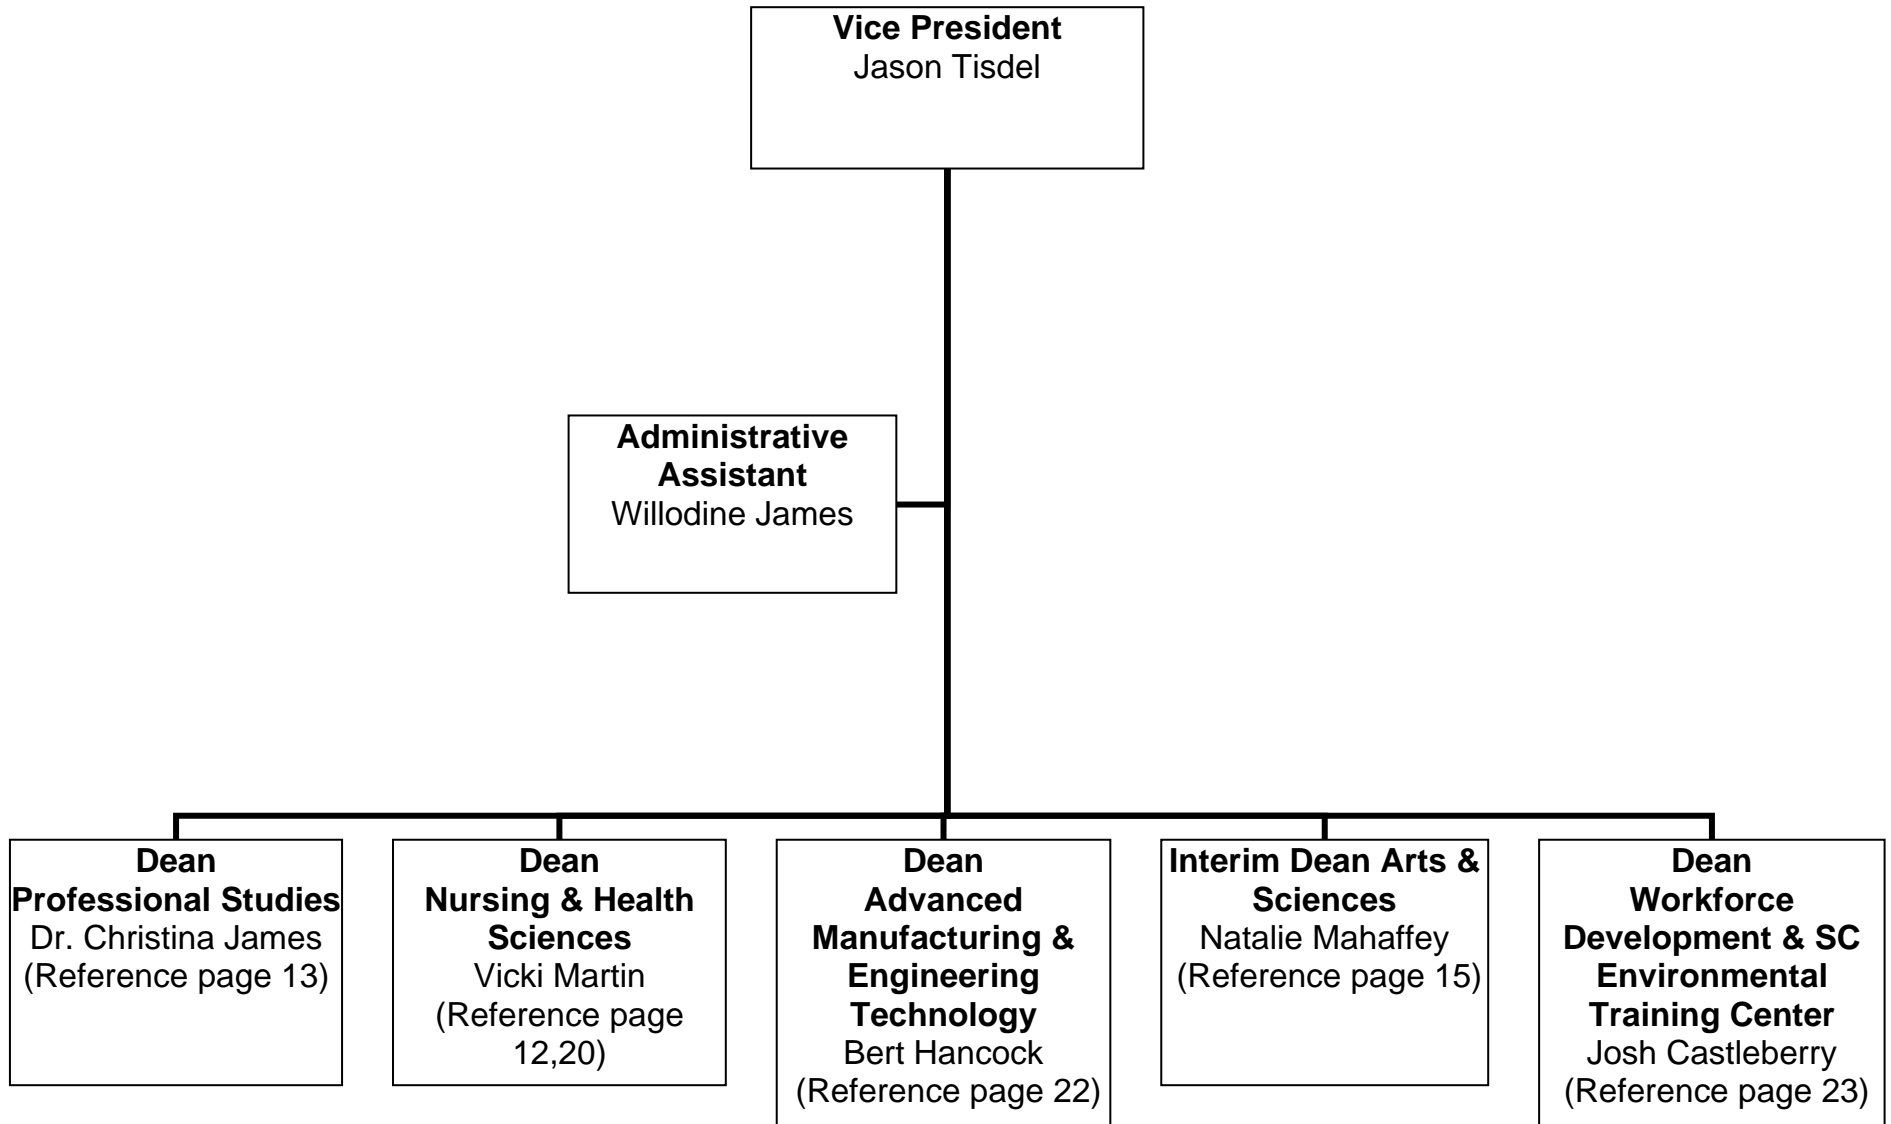 Vice President
Jason Tisdel
Administrative
Assistant
Willodine James
Dean
Professional Studies
Dr. Christina James
(Reference page 13)
Dean
Nursing & Health
Sciences
Vicki Martin
(Reference page
12,20)
Dean
Advanced
Manufacturing &
Engineering
Technology
Bert Hancock
(Reference page 22)
Interim Dean Arts &
Sciences
Natalie Mahaffey
(Reference page 15)
Dean
Workforce
Development & SC
Environmental
Training Center
Josh Castleberry
(Reference page 23)